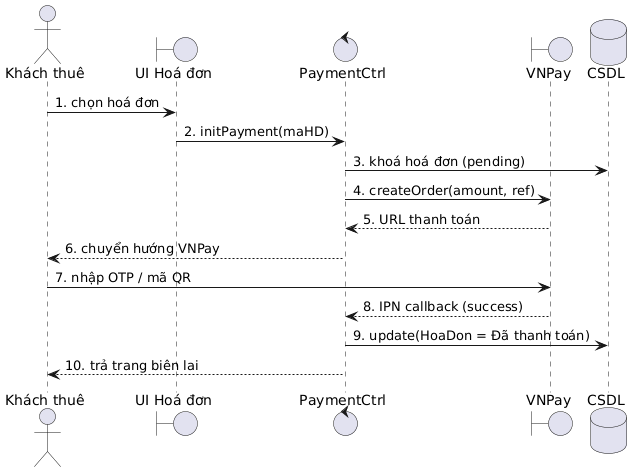 Khách thuê
UI Hoá đơn
PaymentCtrl
VNPay
CSDL
1. chọn hoá đơn
2. initPayment(maHD)
3. khoá hoá đơn (pending)
4. createOrder(amount, ref)
5. URL thanh toán
6. chuyển hướng VNPay
7. nhập OTP / mã QR
8. IPN callback (success)
9. update(HoaDon = Đã thanh toán)
10. trả trang biên lai
Khách thuê
UI Hoá đơn
PaymentCtrl
VNPay
CSDL